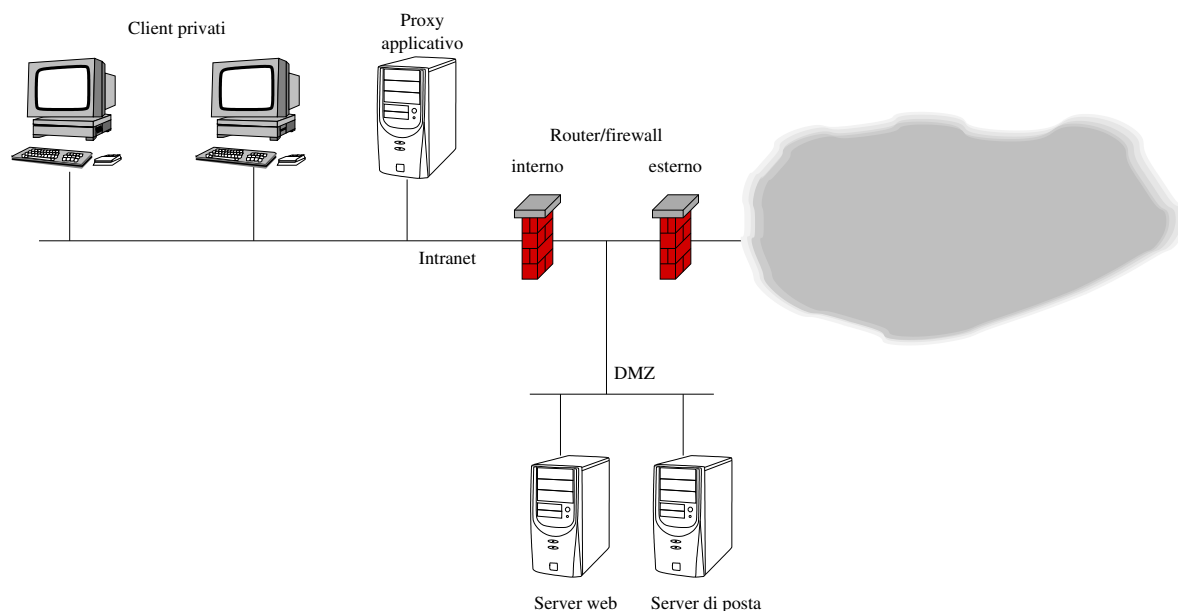 Client privati
Proxy
applicativo
Router/firewall
interno
esterno
Intranet
DMZ
Server web
Server di posta